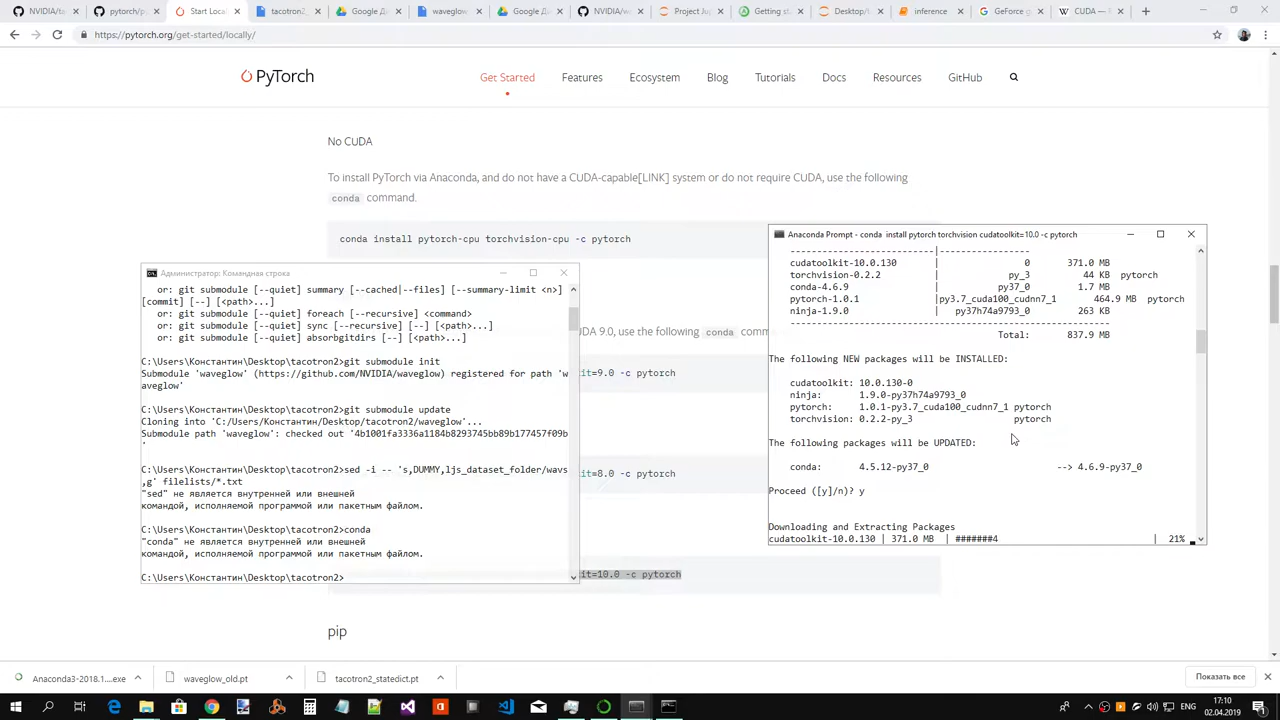 NVIDIA/tac
pytorch/p
Start Local
tacotron2_
Google Д
waveglow
Google Д
NVIDIA/w
Project Ju
Getting st
Desktop/t
inference
GeForce g
CUDA —
https://pytorch.org/get-started/locally/
PyTorch
Get Started
Features
Ecosystem
Blog
Tutorials
Docs
Resources
GitHub
No CUDA
To install PyTorch via Anaconda, and do not have a CUDA-capable[LINK] system or do not require CUDA, use the following
conda command.
conda install pytorch-cpu torchvision-cpu -c pytorch
DA 9.0, use the following conda comm
it=9.0 -c pytorch
it=8.0 -c pytorch
it=10.0 -c pytorch
pip
Администратор: Командная строка
or: git submodule [--quiet] summary [--cached|--files] [--summary-limit <n>]
[commit] [--] [<path>...]
or: git submodule [--quiet] foreach [--recursive] <command>
or: git submodule [--quiet] sync [--recursive] [--] [<path>...]
or: git submodule [--quiet] absorbgitdirs [--] [<path>...]
C:\Users\Константин\Desktop\tacotron2>git submodule init
Submodule 'waveglow' (https://github.com/NVIDIA/waveglow) registered for path 'w
aveglow'
C:\Users\Константин\Desktop\tacotron2>git submodule update
Cloning into 'C:/Users/Константин/Desktop/tacotron2/waveglow'...
Submodule path 'waveglow': checked out '4b1001fa3336a1184b8293745bb89b177457f09b
'
C:\Users\Константин\Desktop\tacotron2>sed -i -- 's,DUMMY,ljs_dataset_folder/wavs
,g' filelists/*.txt
"sed" не является внутренней или внешней
командой, исполняемой программой или пакетным файлом.
C:\Users\Константин\Desktop\tacotron2>conda
"conda" не является внутренней или внешней
командой, исполняемой программой или пакетным файлом.
C:\Users\Константин\Desktop\tacotron2>
Anaconda Prompt - conda install pytorch torchvision cudatoolkit=10.0 -c pytorch
---------------------------|-----------------
cudatoolkit-10.0.130 | 0 371.0 MB
torchvision-0.2.2 | py_3 44 KB pytorch
conda-4.6.9 | py37_0 1.7 MB
pytorch-1.0.1 |py3.7_cuda100_cudnn7_1 464.9 MB pytorch
ninja-1.9.0 | py37h74a9793_0 263 KB
------------------------------------------------------------
Total: 837.9 MB
The following NEW packages will be INSTALLED:
cudatoolkit: 10.0.130-0
ninja: 1.9.0-py37h74a9793_0
pytorch: 1.0.1-py3.7_cuda100_cudnn7_1 pytorch
torchvision: 0.2.2-py_3 pytorch
The following packages will be UPDATED:
conda: 4.5.12-py37_0 --> 4.6.9-py37_0
Proceed ([y]/n)? y
Downloading and Extracting Packages
cudatoolkit-10.0.130 | 371.0 MB | #######4 | 21%
Anaconda3-2018.1....exe
waveglow_old.pt
tacotron2_statedict.pt
Показать все
17:10
02.04.2019